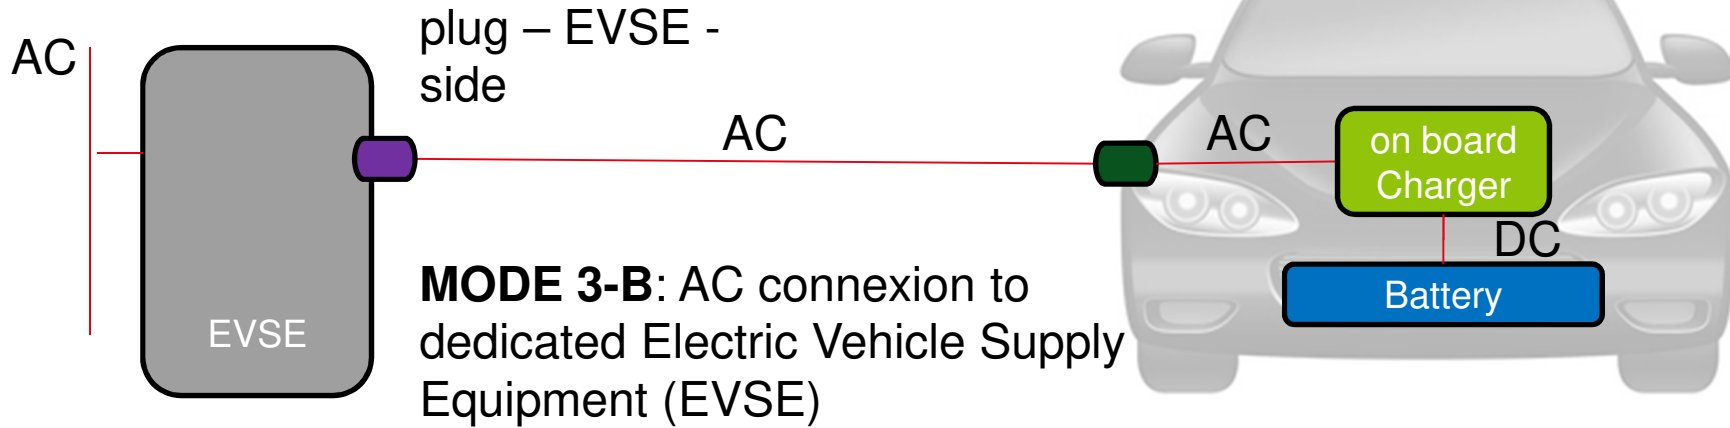 AC
plug – EVSE -
side
AC
AC
on board
Charger
DC
Battery
EVSE
MODE 3-B: AC connexion to
dedicated Electric Vehicle Supply
Equipment (EVSE)